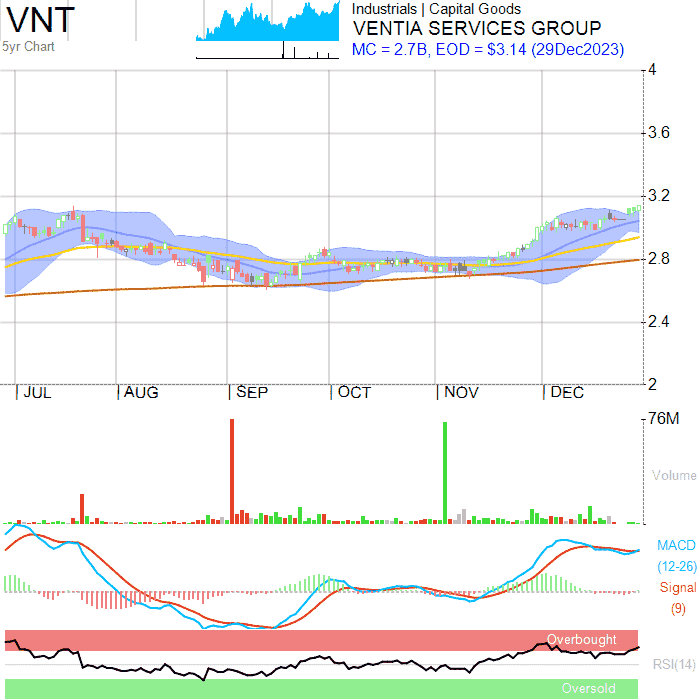 VNT
5yr Chart
Industrials | Capital Goods
VENTIA SERVICES GROUP
MC = 2.7B, EOD = $3.14 (29Dec2023)
4
3.6
3.2
2.8
2.4
2
JUL AUG SEP OCT NOV DEC
76M
Volume
MACD
(12-26)
Signal
(9)
Overbought
RSI(14)
Oversold